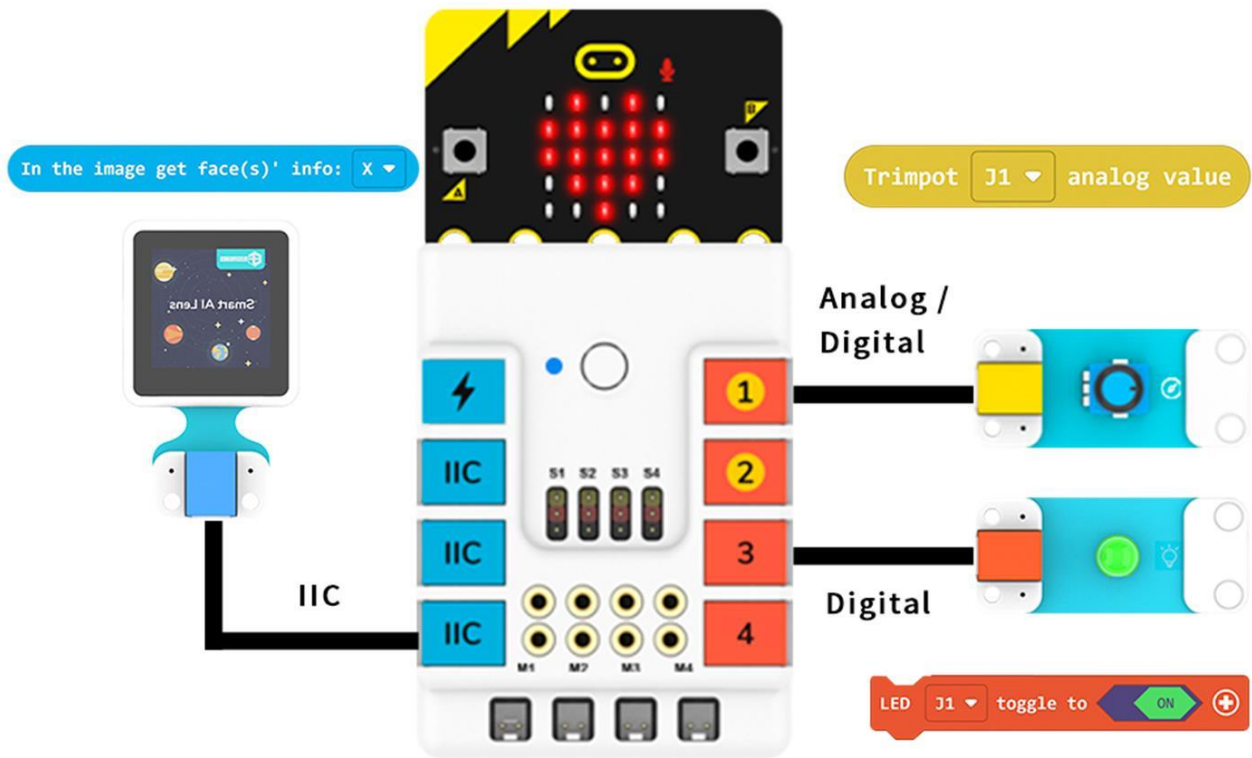 In the image get face(s)' info: X
A
B
Trimpot J1 analog value
Smart AI Lens
Analog /
Digital
1
IIC
2
S1 S2 S3 S4
IIC
3
IIC
Digital
IIC
4
M1 M2 M3 M4
LED J1 toggle to ON